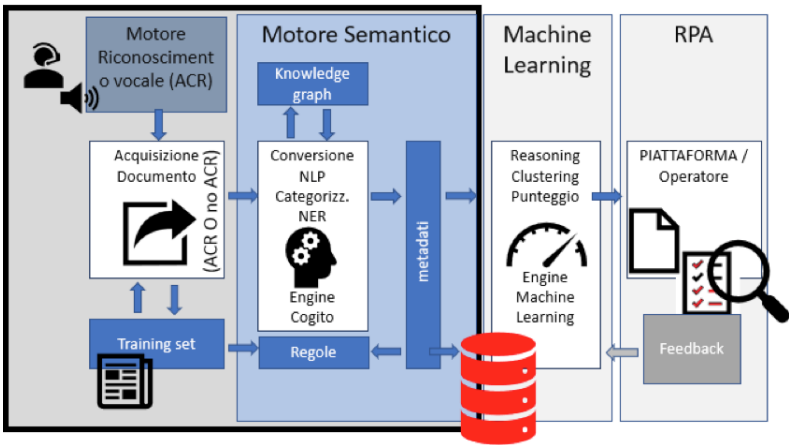 Motore
Riconosciment
o vocale (ACR)
Motore Semantico
Machine
Learning
RPA
Knowledge
graph
Acquisizione
Documento
(ACR O no ACR)
Conversione
NLP
Categorizz.
NER
Engine
Cogito
metadati
Reasoning
Clustering
Punteggio
Engine
Machine
Learning
PIATTAFORMA /
Operatore
Training set
Regole
Feedback